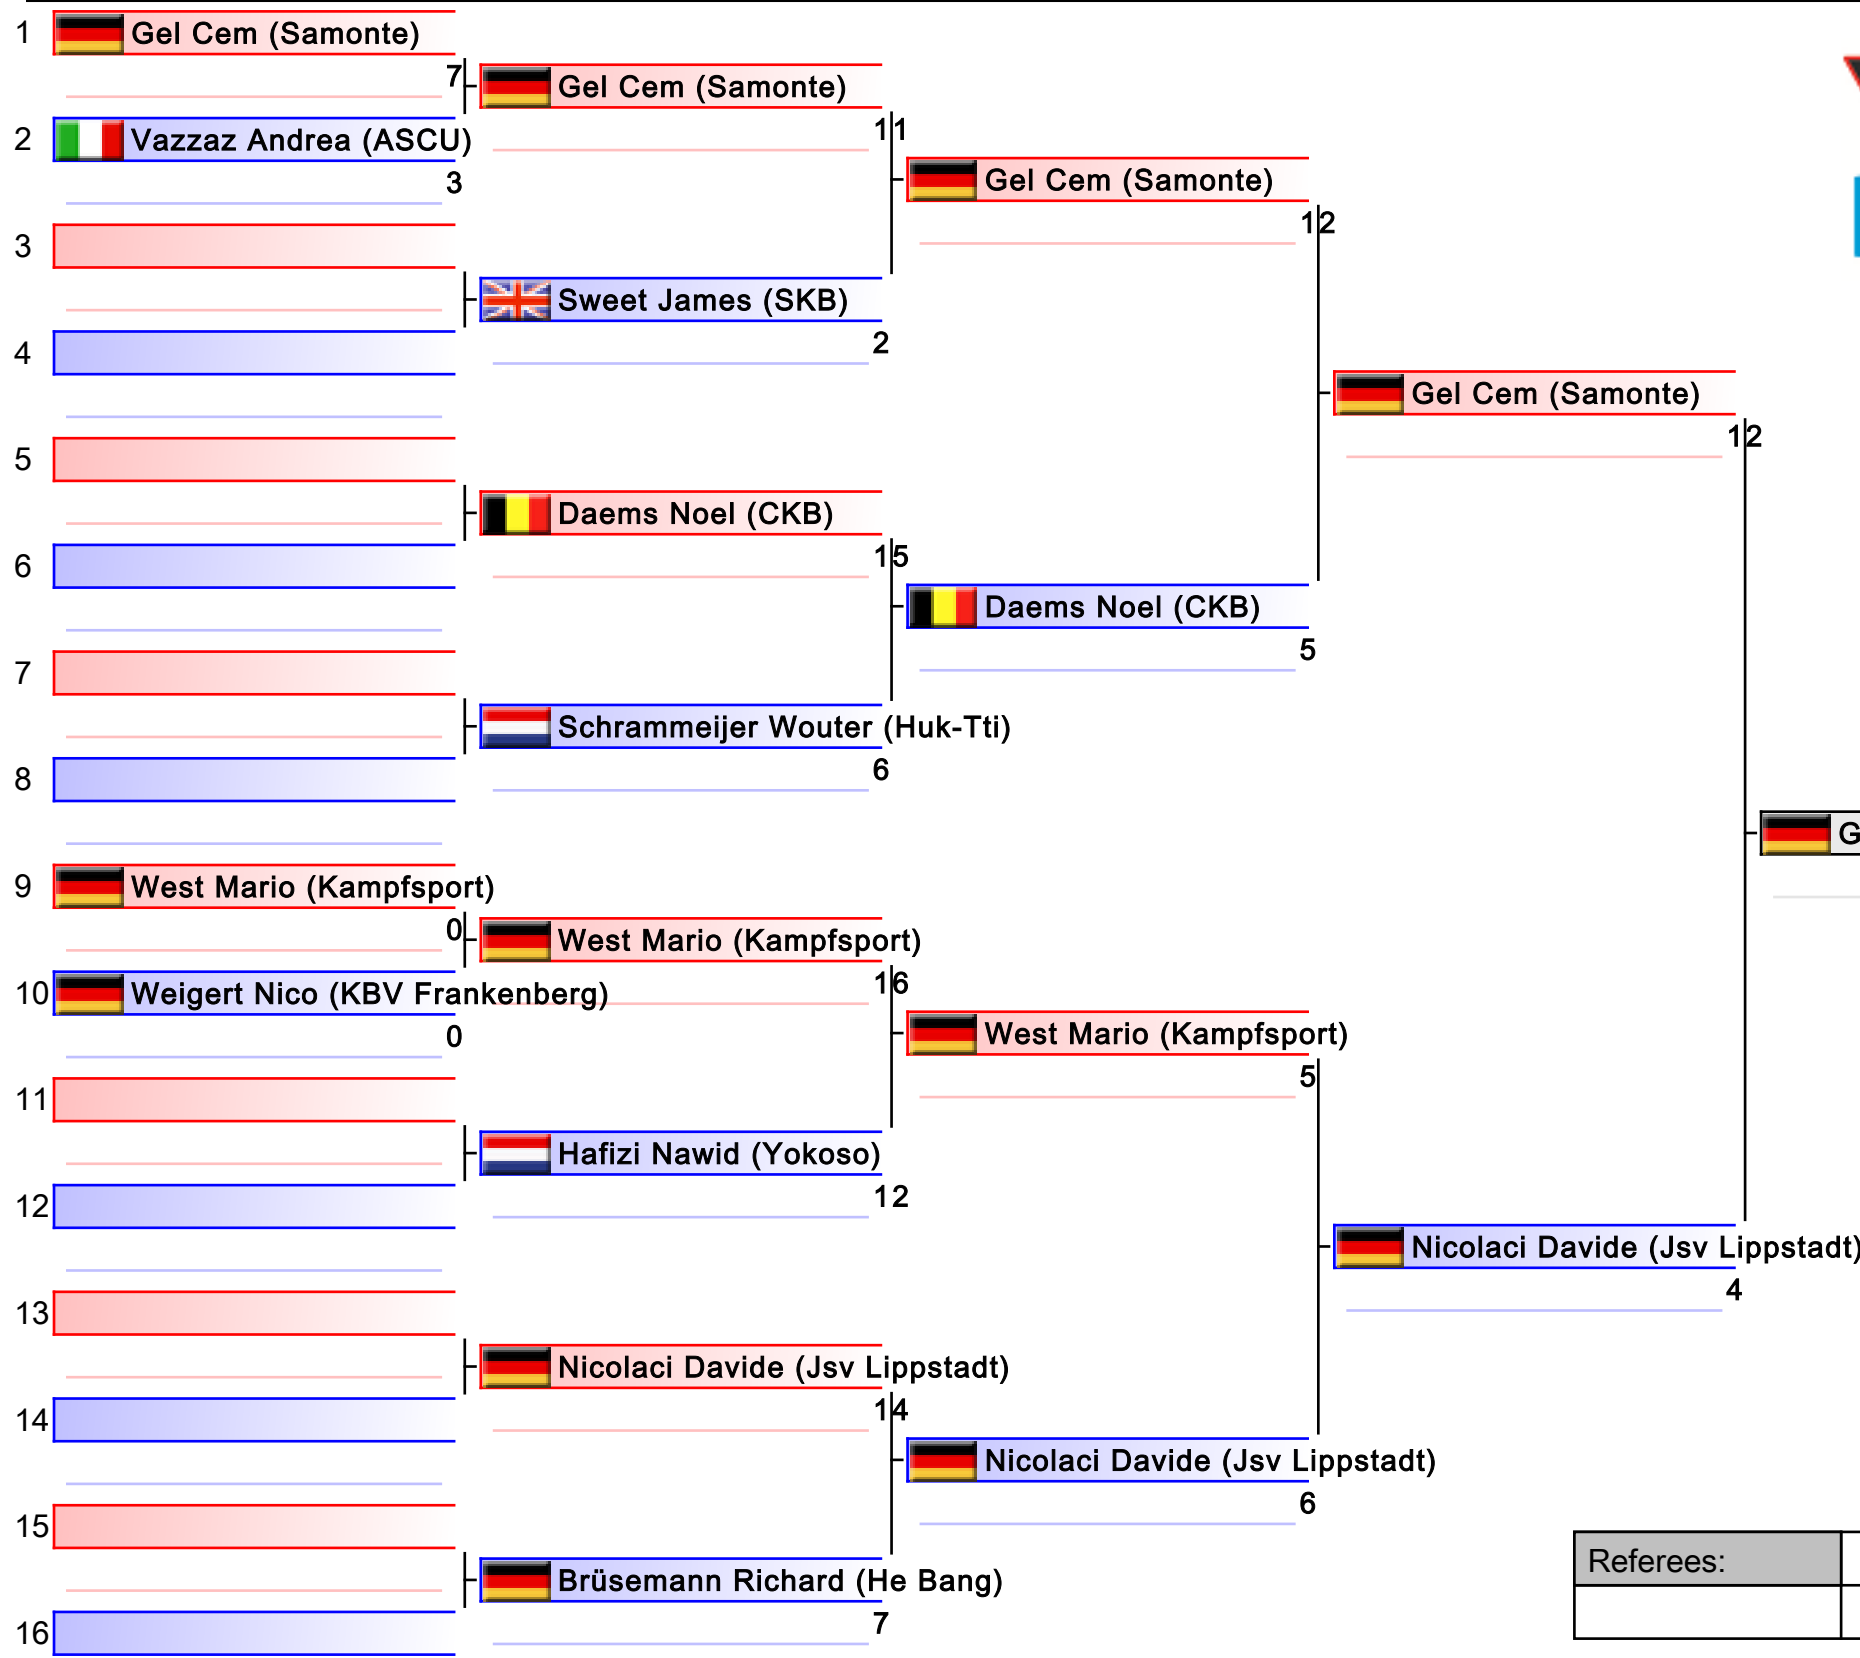 1 Gel Cem (Samonte)
7 Gel Cem (Samonte)
11
2 Vazzaz Andrea (ASCU)
3
Gel Cem (Samonte)
12
3
Sweet James (SKB)
2
4
Gel Cem (Samonte)
12
5
Daems Noel (CKB)
15
6
Daems Noel (CKB)
5
7
Schrammeijer Wouter (Huk-Tti)
6
8
G
9 West Mario (Kampfsport)
0 West Mario (Kampfsport)
16
10 Weigert Nico (KBV Frankenberg)
0
West Mario (Kampfsport)
5
11
Hafizi Nawid (Yokoso)
12
12
Nicolaci Davide (Jsv Lippstadt)
4
13
Nicolaci Davide (Jsv Lippstadt)
14
14
Nicolaci Davide (Jsv Lippstadt)
6
15
Brüsemann Richard (He Bang)
7
16
Referees: